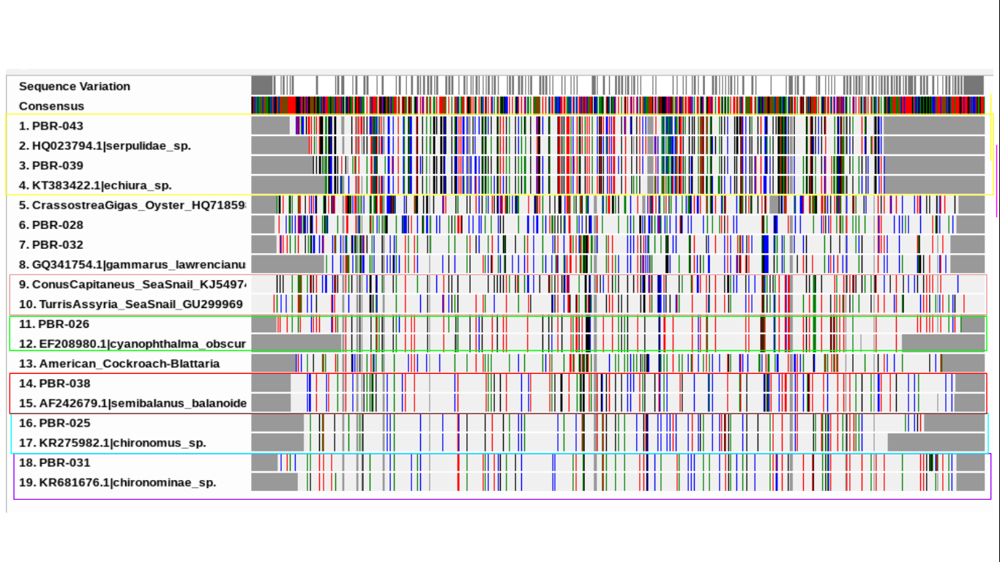 Sequence Variation
Consensus
1. PBR-043
2. HQ023794.1|serpulidae_sp.
3. PBR-039
4. KT383422.1|echiura_sp.
5. CrassostreaGigas_Oyster_HQ71859
6. PBR-028
7. PBR-032
8. GQ341754.1|gammarus_lawrencianu
9. ConusCapitaneus_SeaSnail_KJ54974
10. TurrisAssyria_SeaSnail_GU299969
11. PBR-026
12. EF208980.1|cyanophthalma_obscur
13. American_Cockroach-Blattaria
14. PBR-038
15. AF242679.1|semibalanus_balanoide
16. PBR-025
17. KR275982.1|chironomus_sp.
18. PBR-031
19. KR681676.1|chironominae_sp.